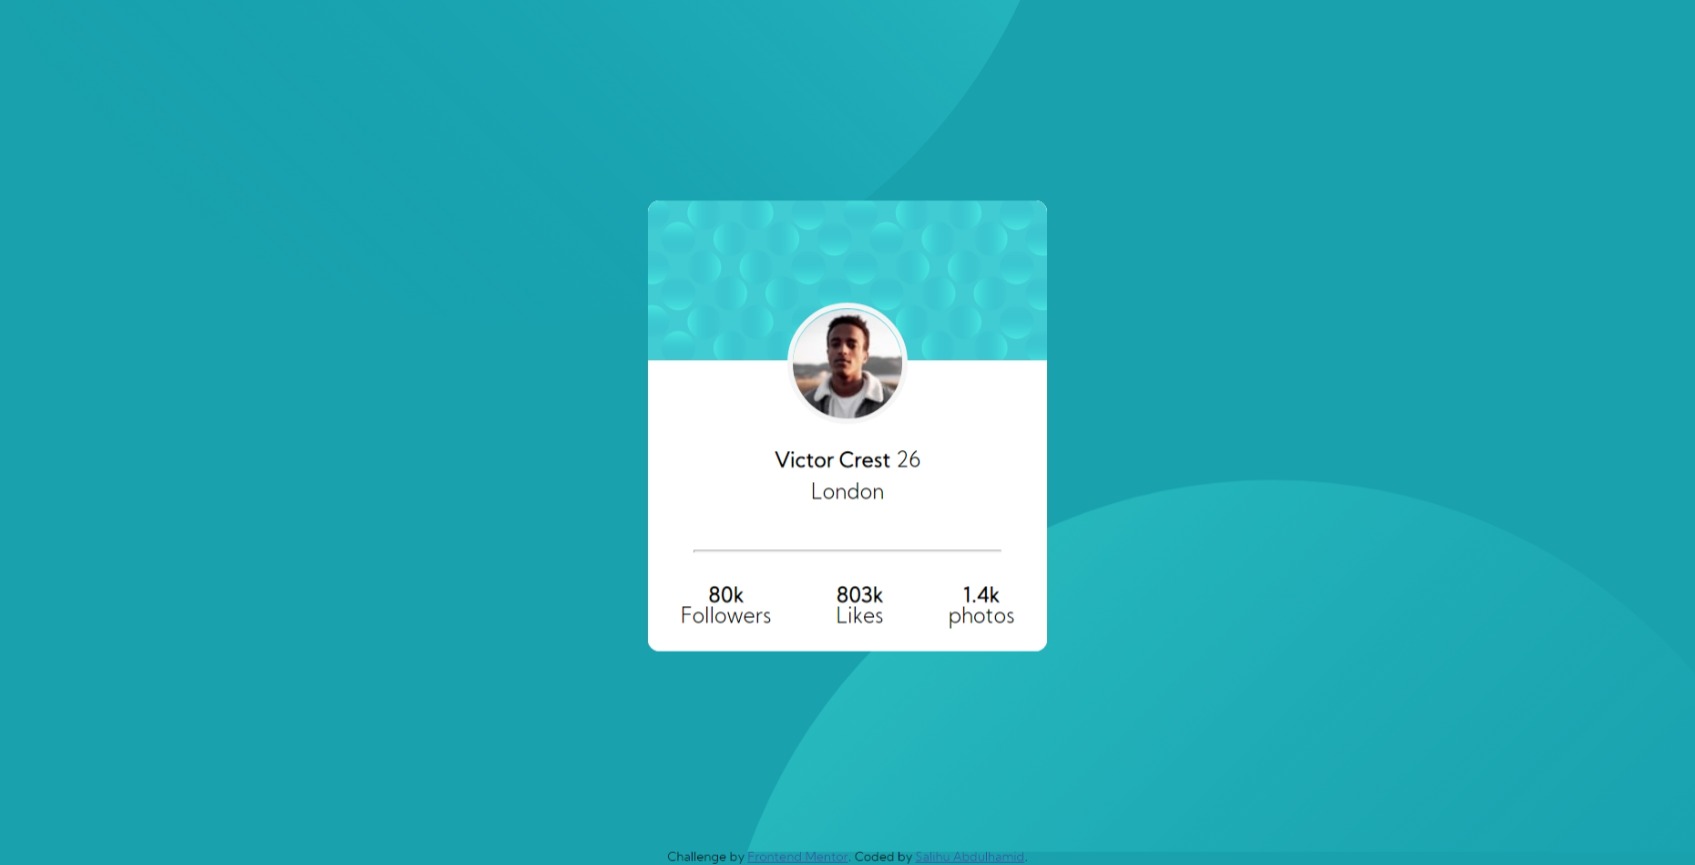 Victor Crest 26
London
80k 803k 1.4k
Followers Likes photos
Challenge by Frontend Mentor. Coded by Salihu Abdulhamid.